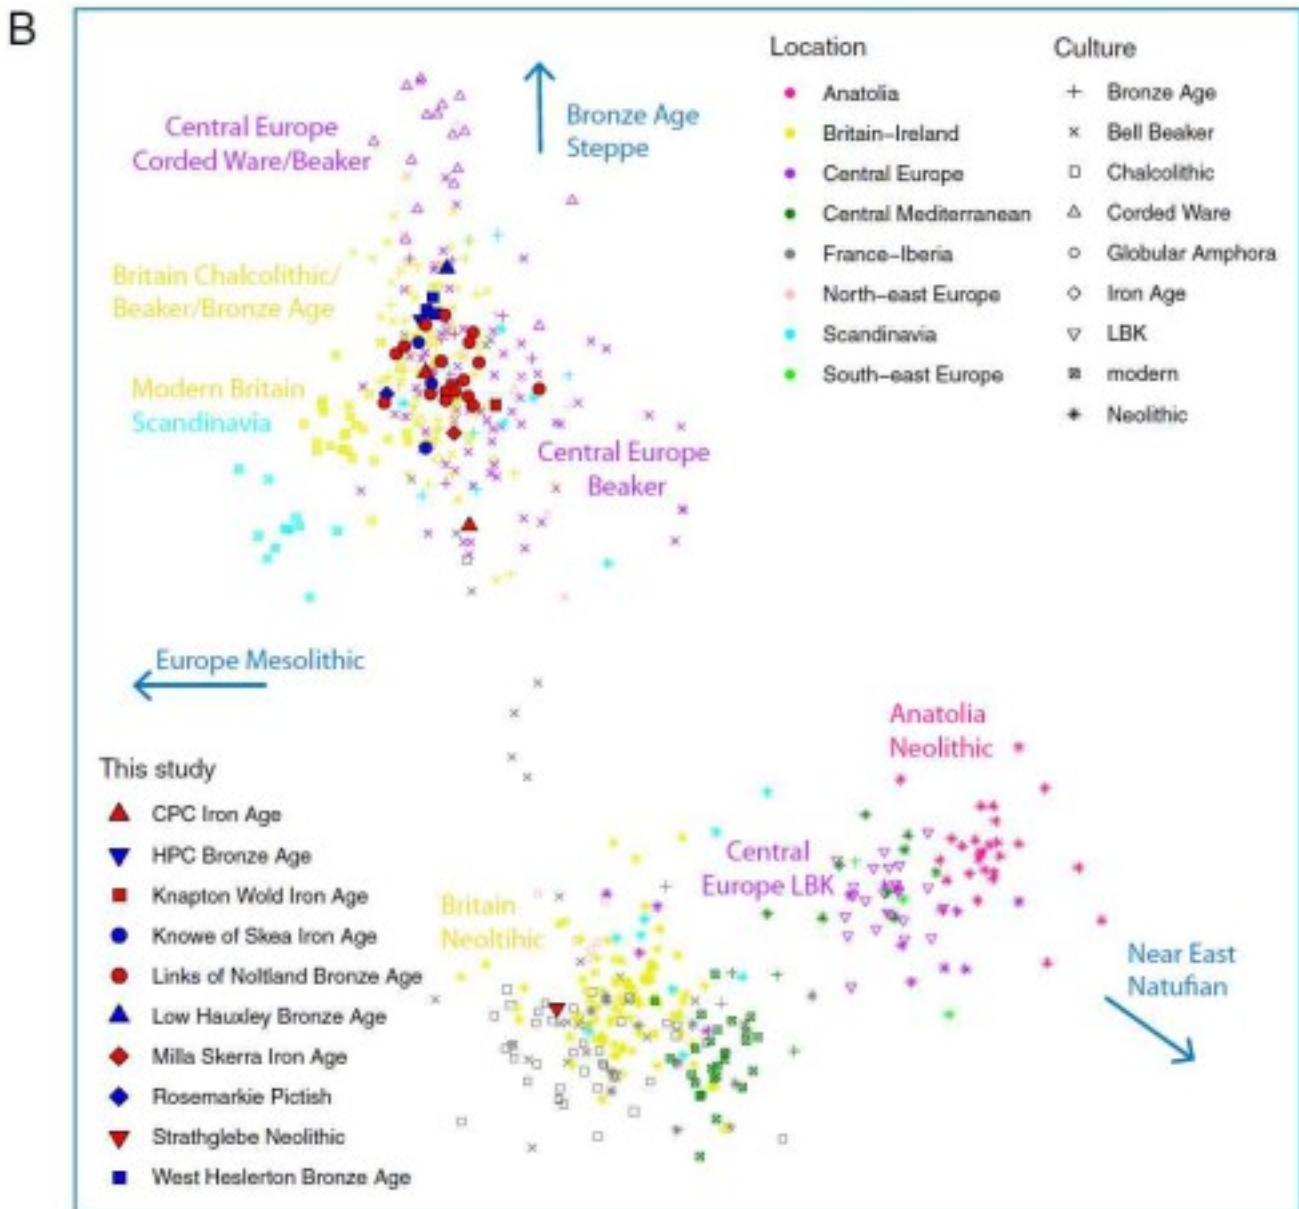 B
Location
Anatolia
Britain-Ireland
Central Europe
Central Mediterranean
France-Iberia
North-east Europe
Scandinavia
South-east Europe
Culture
Bronze Age
Bell Beaker
Chalcolithic
Corded Ware
Globular Amphora
Iron Age
LBK
modern
Neolithic
Central Europe
Corded Ware/Beaker
Bronze Age
Steppe
Britain Chalcolithic/
Beaker/Bronze Age
Modern Britain
Scandinavia
Central Europe
Beaker
Europe Mesolithic
Anatolia
Neolithic
Central
Europe LBK
Britain
Neoltihic
Near East
Natufian
This study
CPC Iron Age
HPC Bronze Age
Knapton Wold Iron Age
Knowe of Skea Iron Age
Links of Noltland Bronze Age
Low Hauxley Bronze Age
Milla Skerra Iron Age
Rosemarkie Pictish
Strathglebe Neolithic
West Heslerton Bronze Age